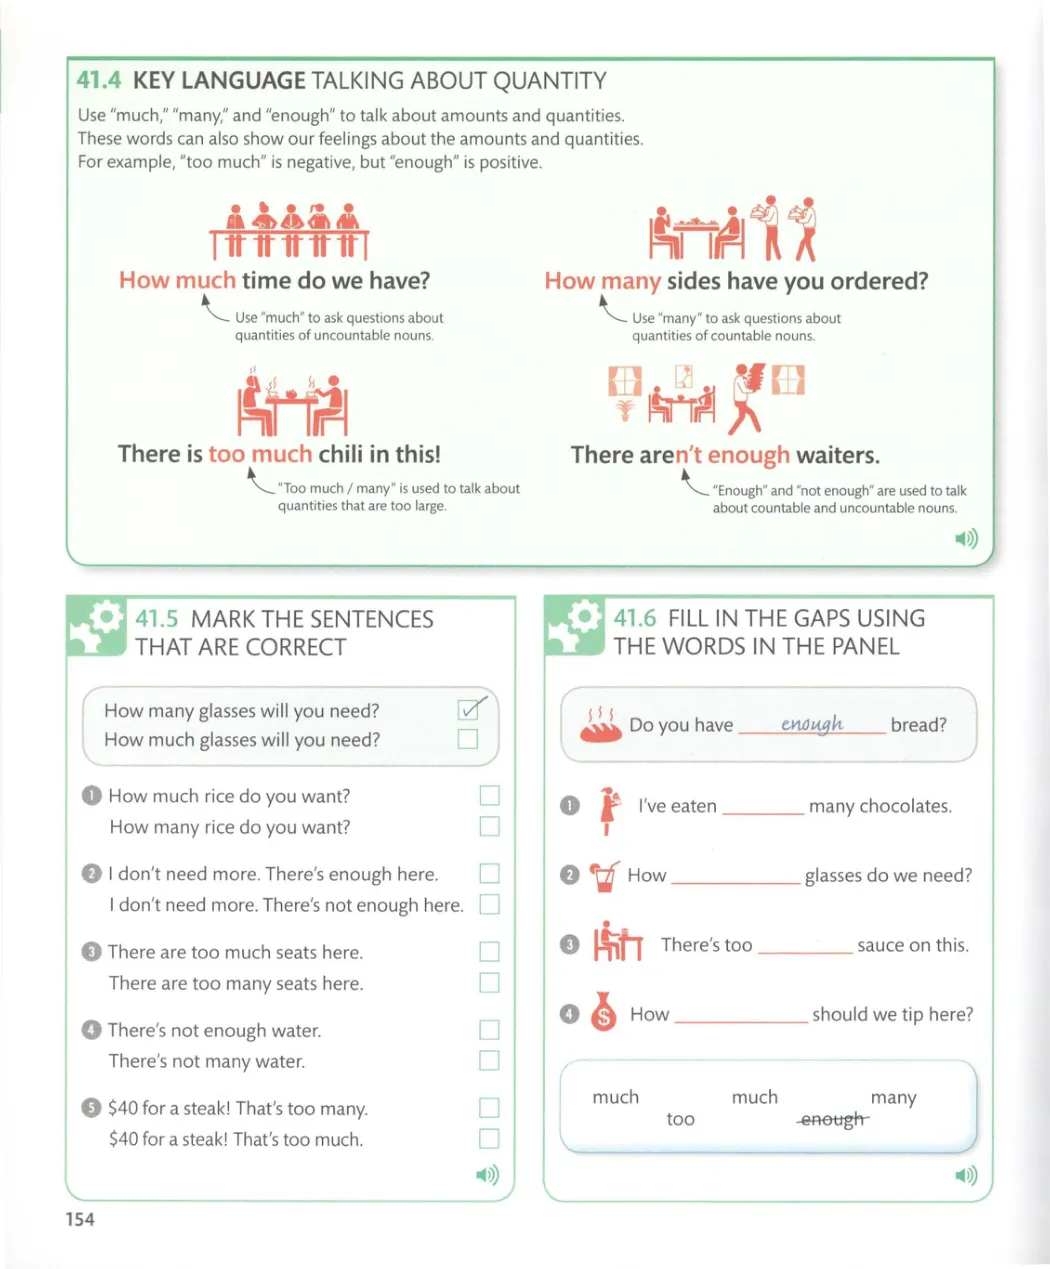 41.4 KEY LANGUAGE TALKING ABOUT QUANTITY
Use "much," "many," and "enough" to talk about amounts and quantities.
These words can also show our feelings about the amounts and quantities.
For example, "too much" is negative, but "enough" is positive.
How much time do we have?
Use "much" to ask questions about
quantities of uncountable nouns.
How many sides have you ordered?
Use "many" to ask questions about
quantities of countable nouns.
There is too much chili in this!
"Too much / many" is used to talk about
quantities that are too large.
There aren't enough waiters.
"Enough" and "not enough" are used to talk
about countable and uncountable nouns.
41.5 MARK THE SENTENCES
THAT ARE CORRECT
How many glasses will you need?
How much glasses will you need?
1 How much rice do you want?
How many rice do you want?
2 I don't need more. There's enough here.
I don't need more. There's not enough here.
3 There are too much seats here.
There are too many seats here.
4 There's not enough water.
There's not many water.
5 $40 for a steak! That's too many.
$40 for a steak! That's too much.
41.6 FILL IN THE GAPS USING
THE WORDS IN THE PANEL
Do you have enough bread?
1 I've eaten ________ many chocolates.
2 How ________ glasses do we need?
3 There's too ________ sauce on this.
4 $ How ________ should we tip here?
much much many
too enough
154